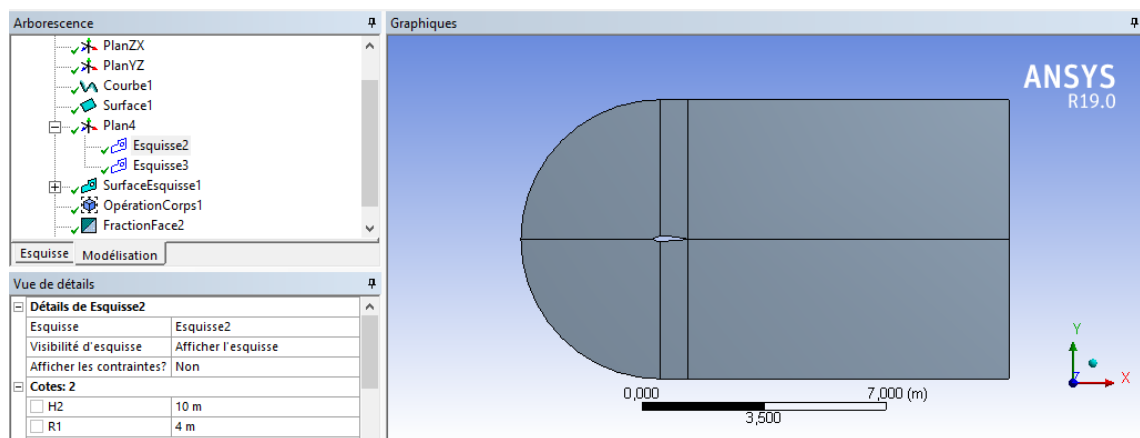 Arborescence
PlanZX
PlanYZ
Courbe1
Surface1
Plan4
Esquisse2
Esquisse3
SurfaceEsquisse1
OpérationCorps1
FractionFace2
Esquisse Modélisation
Vue de détails
Détails de Esquisse2
Esquisse Esquisse2
Visibilité d'esquisse Afficher l'esquisse
Afficher les contraintes? Non
Cotes: 2
H2 10 m
R1 4 m
Graphiques
ANSYS
R19.0
Y
Z X
0,000 7,000 (m)
3,500